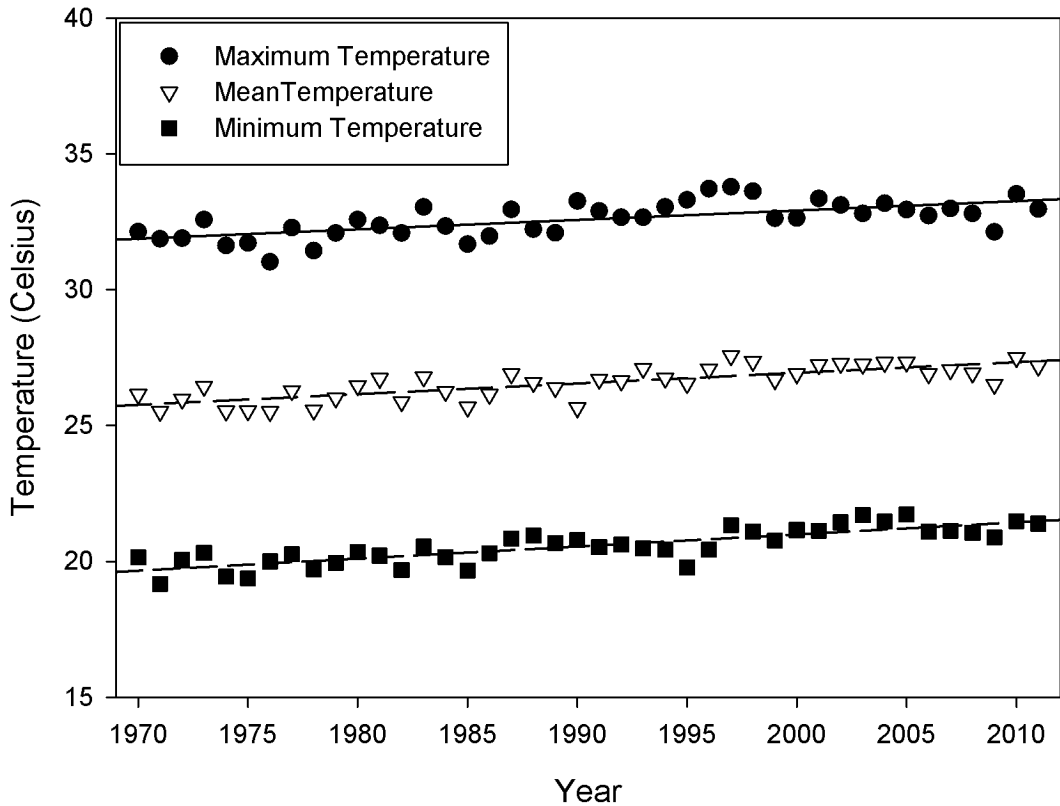 40
Maximum Temperature
MeanTemperature
Minimum Temperature
35
30
25
20
15
Temperature (Celsius)
1970 1975 1980 1985 1990 1995 2000 2005 2010
Year